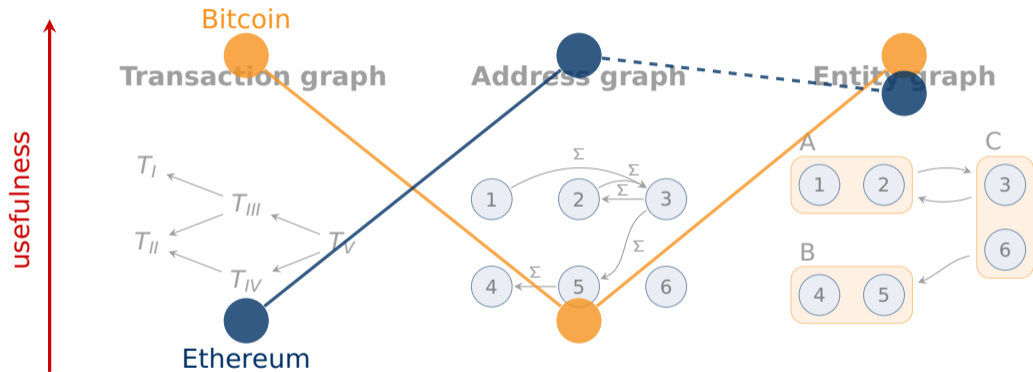 Bitcoin
Transaction graph
Address graph
Entity graph
usefulness
T_I
T_II
T_III
T_IV
T_V
Σ
Σ
Σ
1
2
3
Σ
Σ
4
5
6
A
1
2
C
3
6
B
4
5
Ethereum